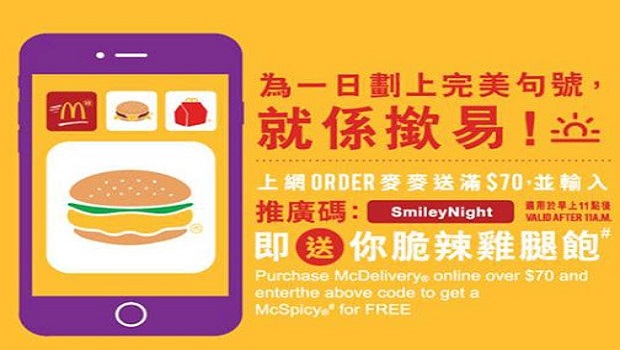 為一日劃上完美句號，
就係撳易！
上網ORDER麥麥送滿$70，並輸入
推廣碼： SmileyNight 適用於早上11點後
VALID AFTER 11A.M.
即送你脆辣雞腿飽#
Purchase McDelivery® online over $70 and
enterthe above code to get a
McSpicy®# for FREE